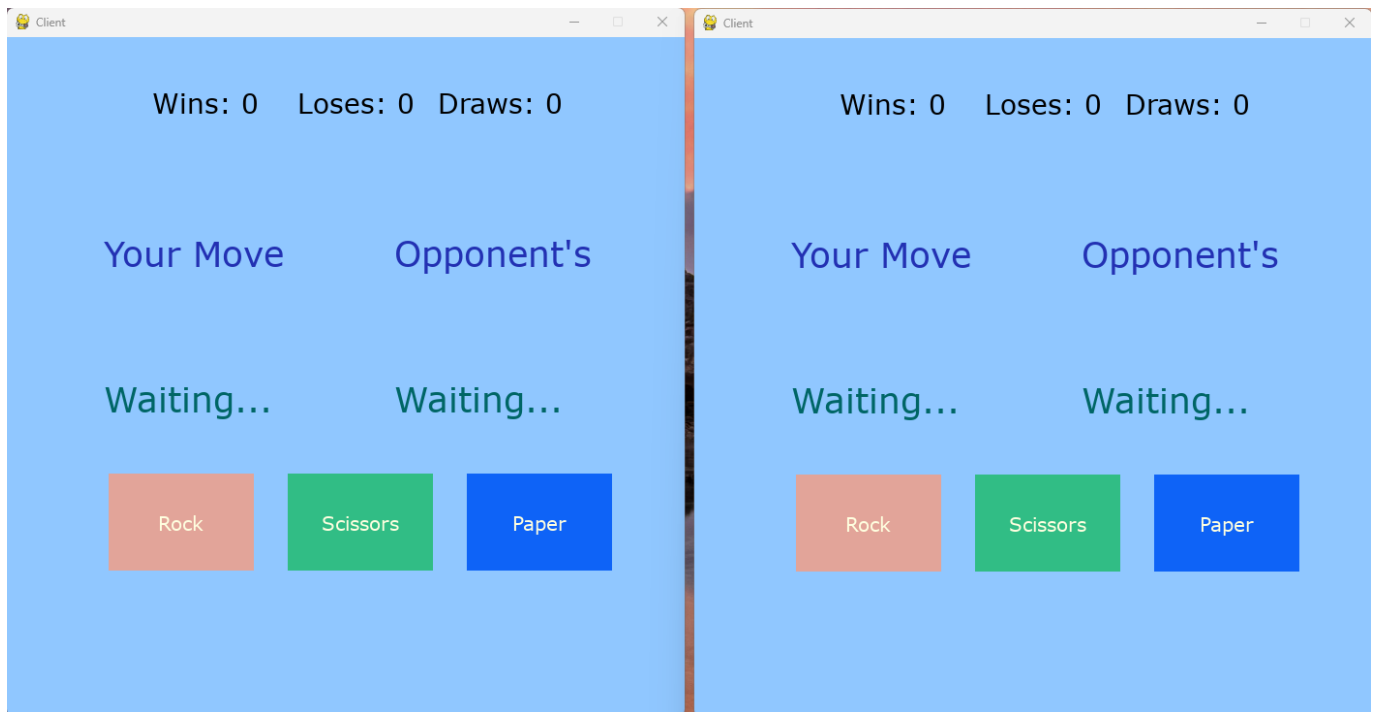 Client
Wins: 0 Loses: 0 Draws: 0
Your Move Opponent's
Waiting... Waiting...
Rock Scissors Paper
Client
Wins: 0 Loses: 0 Draws: 0
Your Move Opponent's
Waiting... Waiting...
Rock Scissors Paper